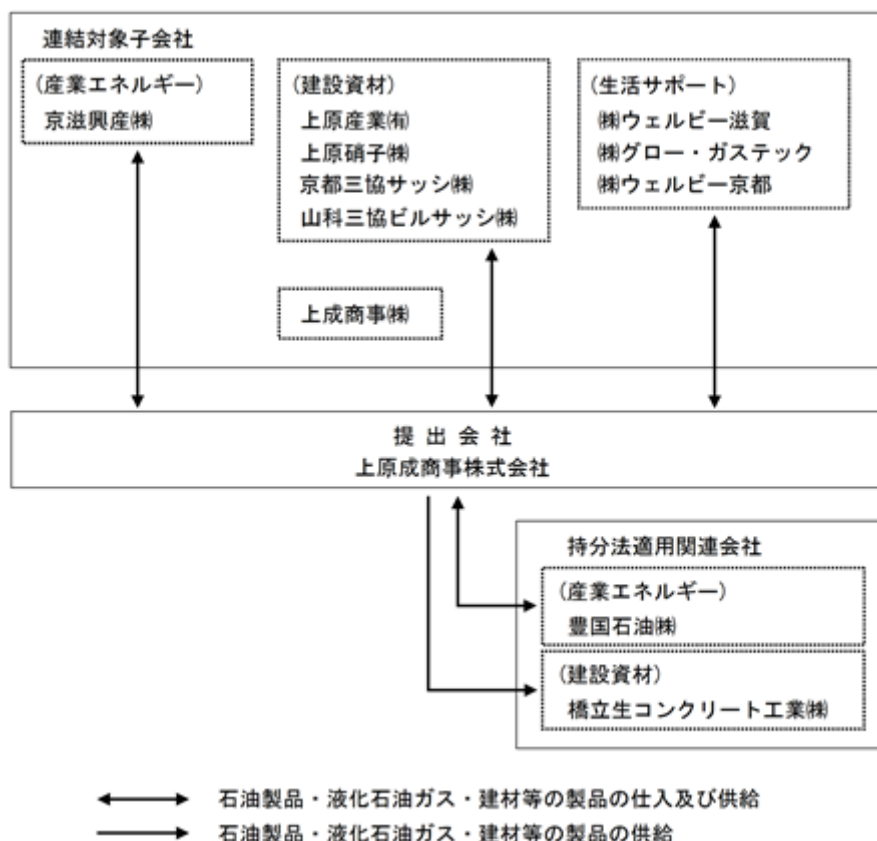 連結対象子会社
(産業エネルギー)
京滋興産㈱
(建設資材)
上原産業㈲
上原硝子㈱
京都三協サッシ㈱
山科三協ビルサッシ㈱
上成商事㈱
(生活サポート)
㈱ウェルビー滋賀
㈱グロー・ガステック
㈱ウェルビー京都
提出会社
上原成商事株式会社
持分法適用関連会社
(産業エネルギー)
豊国石油㈱
(建設資材)
橋立生コンクリート工業㈱
石油製品・液化石油ガス・建材等の製品の仕入及び供給
石油製品・液化石油ガス・建材等の製品の供給